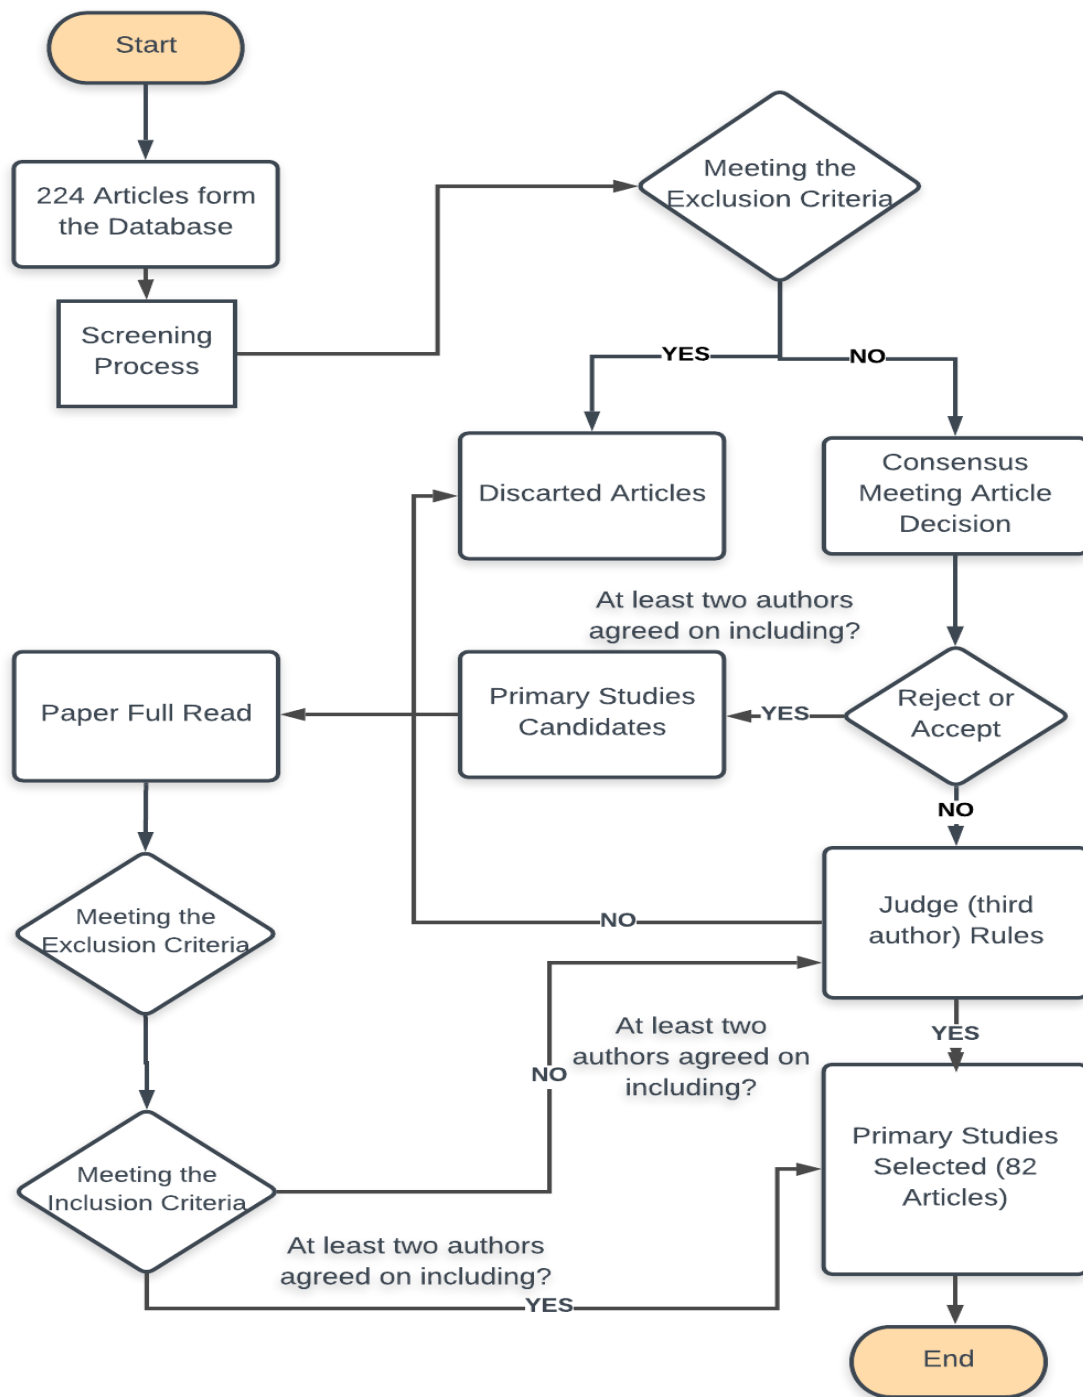 Start
224 Articles form
the Database
Screening
Process
Meeting the
Exclusion Criteria
YES
NO
Discarted Articles
Consensus
Meeting Article
Decision
At least two authors
agreed on including?
Reject or
Accept
YES
Primary Studies
Candidates
Paper Full Read
NO
Judge (third
author) Rules
NO
Meeting the
Exclusion Criteria
At least two
authors agreed on
including?
NO
YES
Primary Studies
Selected (82
Articles)
Meeting the
Inclusion Criteria
At least two authors
agreed on including?
YES
End